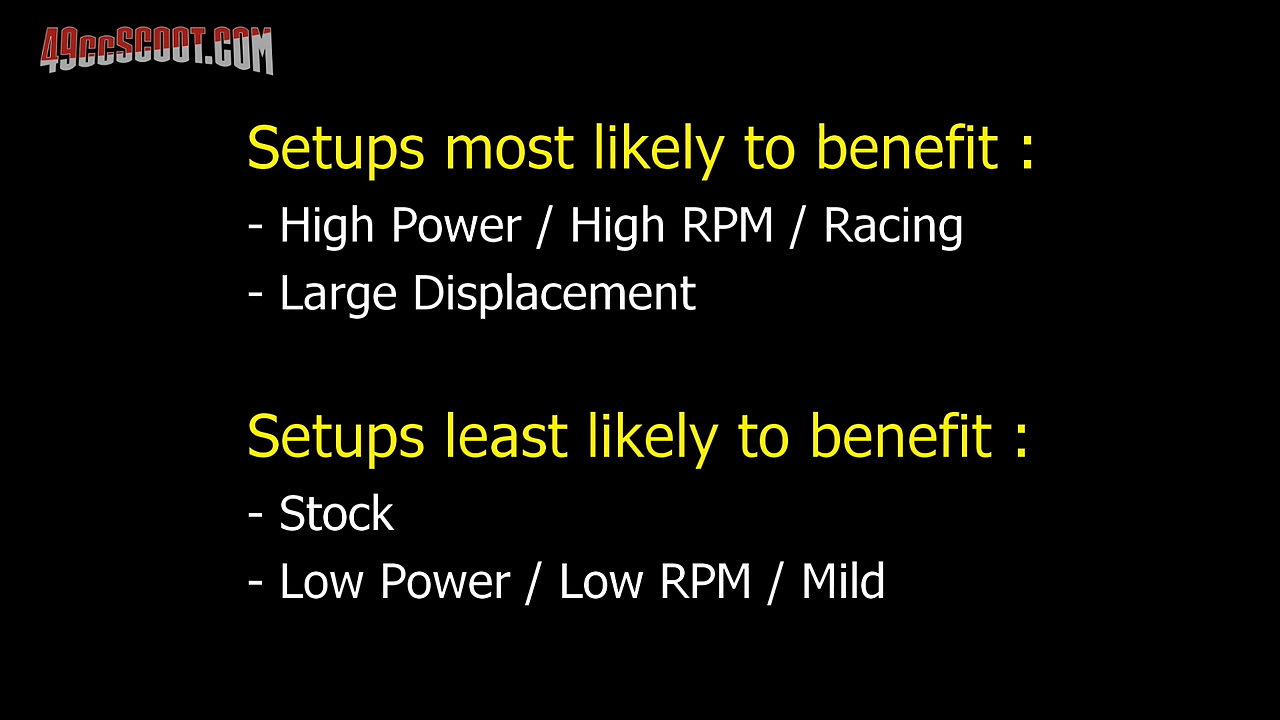 49ccScoot.com
Setups most likely to benefit :
- High Power / High RPM / Racing
- Large Displacement
Setups least likely to benefit :
- Stock
- Low Power / Low RPM / Mild